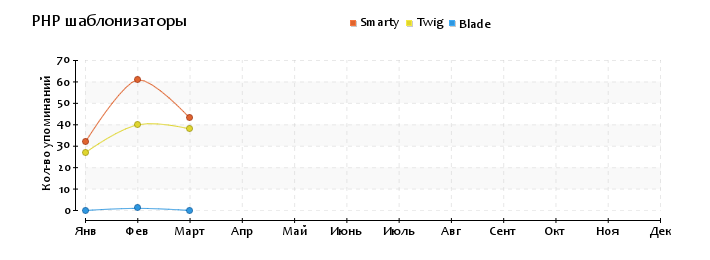 PHP шаблонизаторы
Smarty Twig Blade
Кол-во упоминаний
70
60
50
40
30
20
10
0
Янв Фев Март Апр Май Июнь Июль Авг Сент Окт Ноя Дек